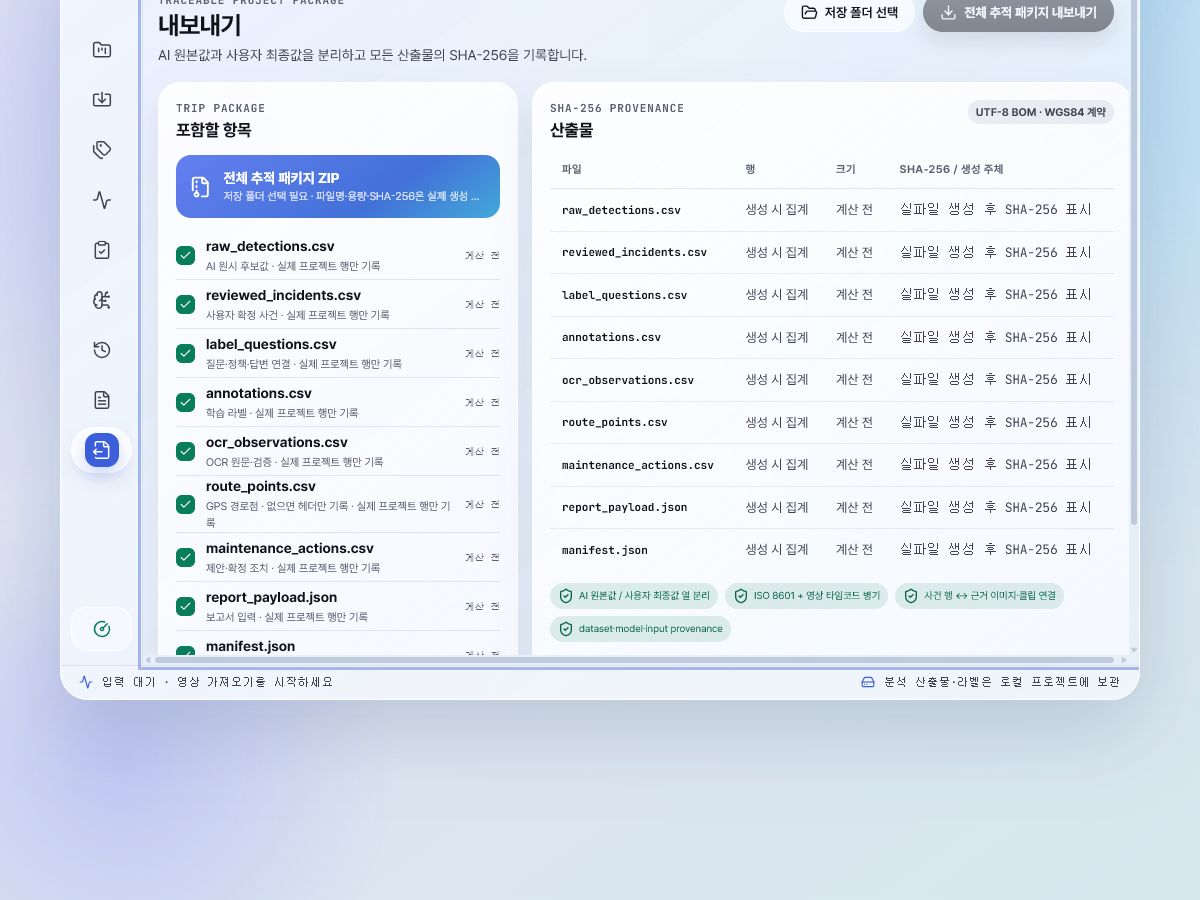 TRACEABLE PROJECT PACKAGE
내보내기
AI 원본값과 사용자 최종값을 분리하고 모든 산출물의 SHA-256을 기록합니다.
저장 폴더 선택
전체 추적 패키지 내보내기
TRIP PACKAGE
포함할 항목
전체 추적 패키지 ZIP
저장 폴더 선택 필요 · 파일명·용량·SHA-256은 실제 생성 ...
raw_detections.csv
AI 원시 후보값 · 실제 프로젝트 행만 기록
계산 전
reviewed_incidents.csv
사용자 확정 사건 · 실제 프로젝트 행만 기록
계산 전
label_questions.csv
질문·정책·답변 연결 · 실제 프로젝트 행만 기록
계산 전
annotations.csv
학습 라벨 · 실제 프로젝트 행만 기록
계산 전
ocr_observations.csv
OCR 원문·검증 · 실제 프로젝트 행만 기록
계산 전
route_points.csv
GPS 경로점 · 없으면 헤더만 기록 · 실제 프로젝트 행만 기
록
계산 전
maintenance_actions.csv
제안·확정 조치 · 실제 프로젝트 행만 기록
계산 전
report_payload.json
보고서 입력 · 실제 프로젝트 행만 기록
계산 전
manifest.json
계산 전
SHA-256 PROVENANCE
산출물
UTF-8 BOM · WGS84 계약
파일 행 크기 SHA-256 / 생성 주체
raw_detections.csv 생성 시 집계 계산 전 실파일 생성 후 SHA-256 표시
reviewed_incidents.csv 생성 시 집계 계산 전 실파일 생성 후 SHA-256 표시
label_questions.csv 생성 시 집계 계산 전 실파일 생성 후 SHA-256 표시
annotations.csv 생성 시 집계 계산 전 실파일 생성 후 SHA-256 표시
ocr_observations.csv 생성 시 집계 계산 전 실파일 생성 후 SHA-256 표시
route_points.csv 생성 시 집계 계산 전 실파일 생성 후 SHA-256 표시
maintenance_actions.csv 생성 시 집계 계산 전 실파일 생성 후 SHA-256 표시
report_payload.json 생성 시 집계 계산 전 실파일 생성 후 SHA-256 표시
manifest.json 생성 시 집계 계산 전 실파일 생성 후 SHA-256 표시
AI 원본값 / 사용자 최종값 열 분리
ISO 8601 + 영상 타임코드 병기
사건 행 ↔ 근거 이미지·클립 연결
dataset·model·input provenance
입력 대기 · 영상 가져오기를 시작하세요
분석 산출물·라벨은 로컬 프로젝트에 보관